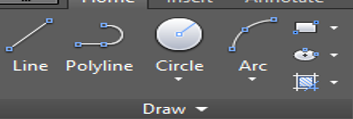 Home Insert Annotate
Line Polyline Circle Arc
Draw